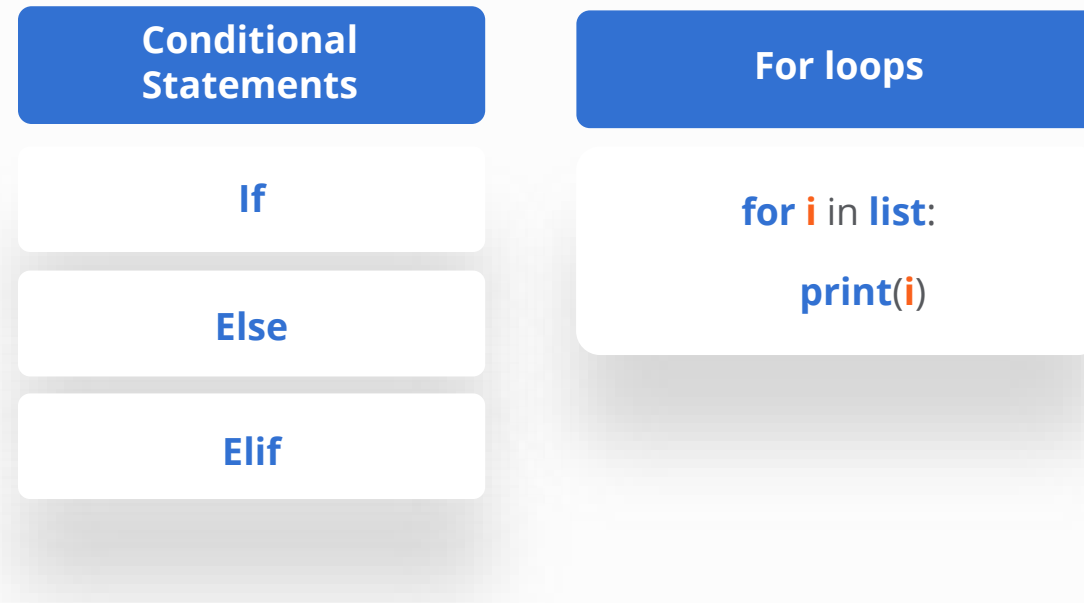 Conditional
Statements
If
Else
Elif
For loops
for i in list:
print(i)